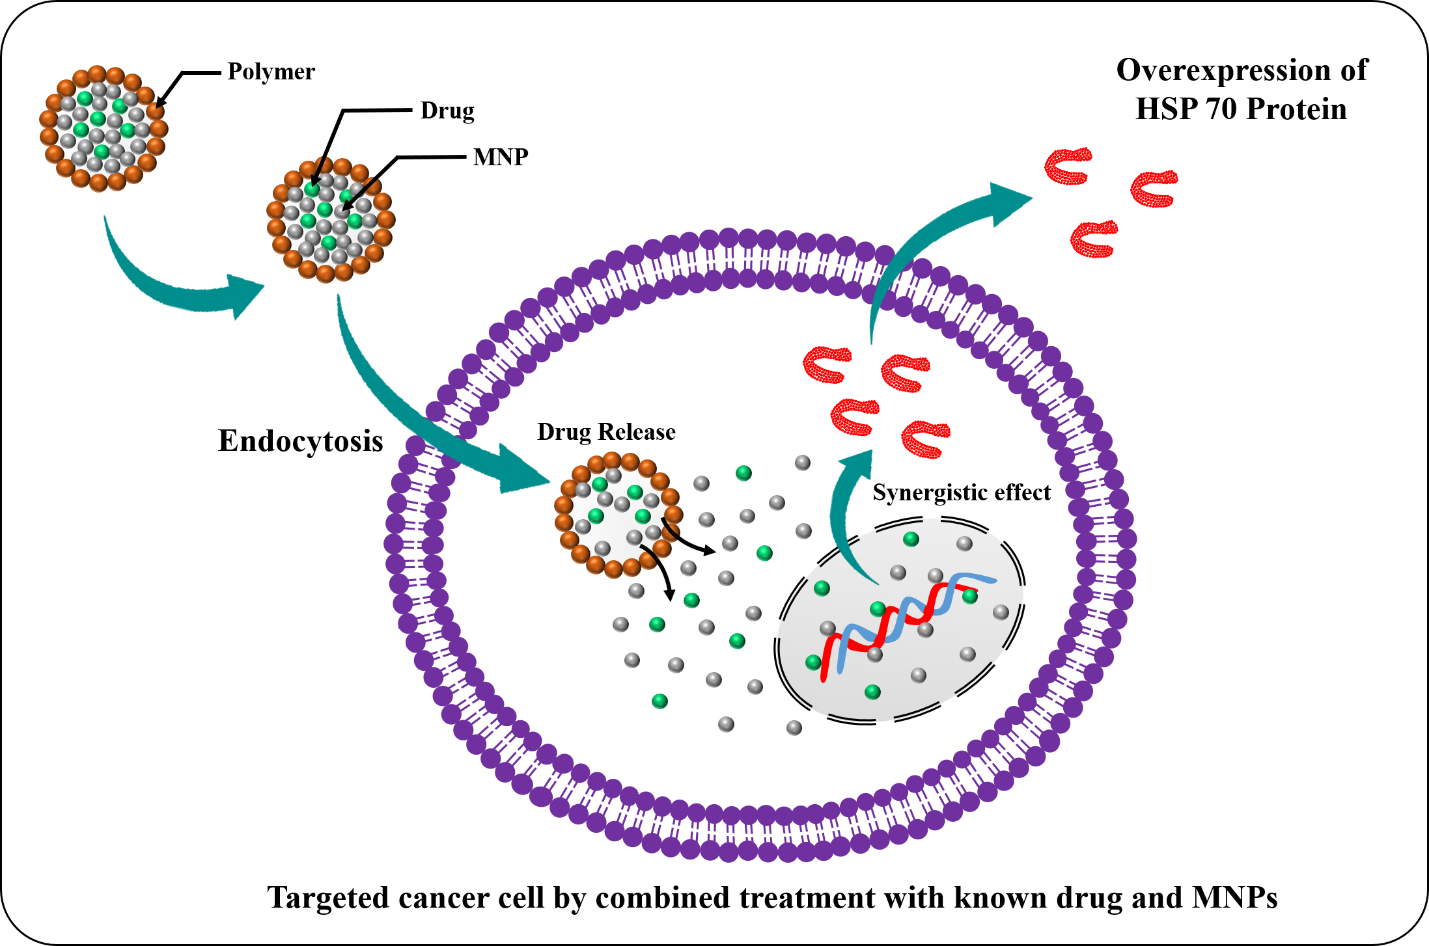 Polymer
Drug
MNP
Overexpression of
HSP 70 Protein
Endocytosis
Drug Release
Synergistic effect
Targeted cancer cell by combined treatment with known drug and MNPs